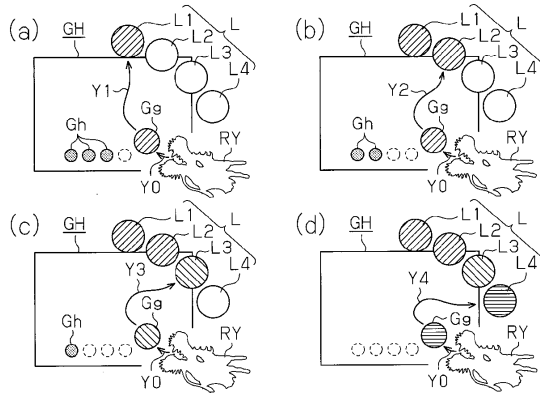 (a) GH L1 L
L2
L3
L4
Y1
Gg
Gh
RY
Y0
(b) GH L1 L
L2
L3
L4
Y2
Gg
Gh
RY
Y0
(c) GH L1 L
L2
L3
L4
Y3
Gg
Gh
RY
Y0
(d) GH L1 L
L2
L3
L4
Y4
Gg
RY
Y0